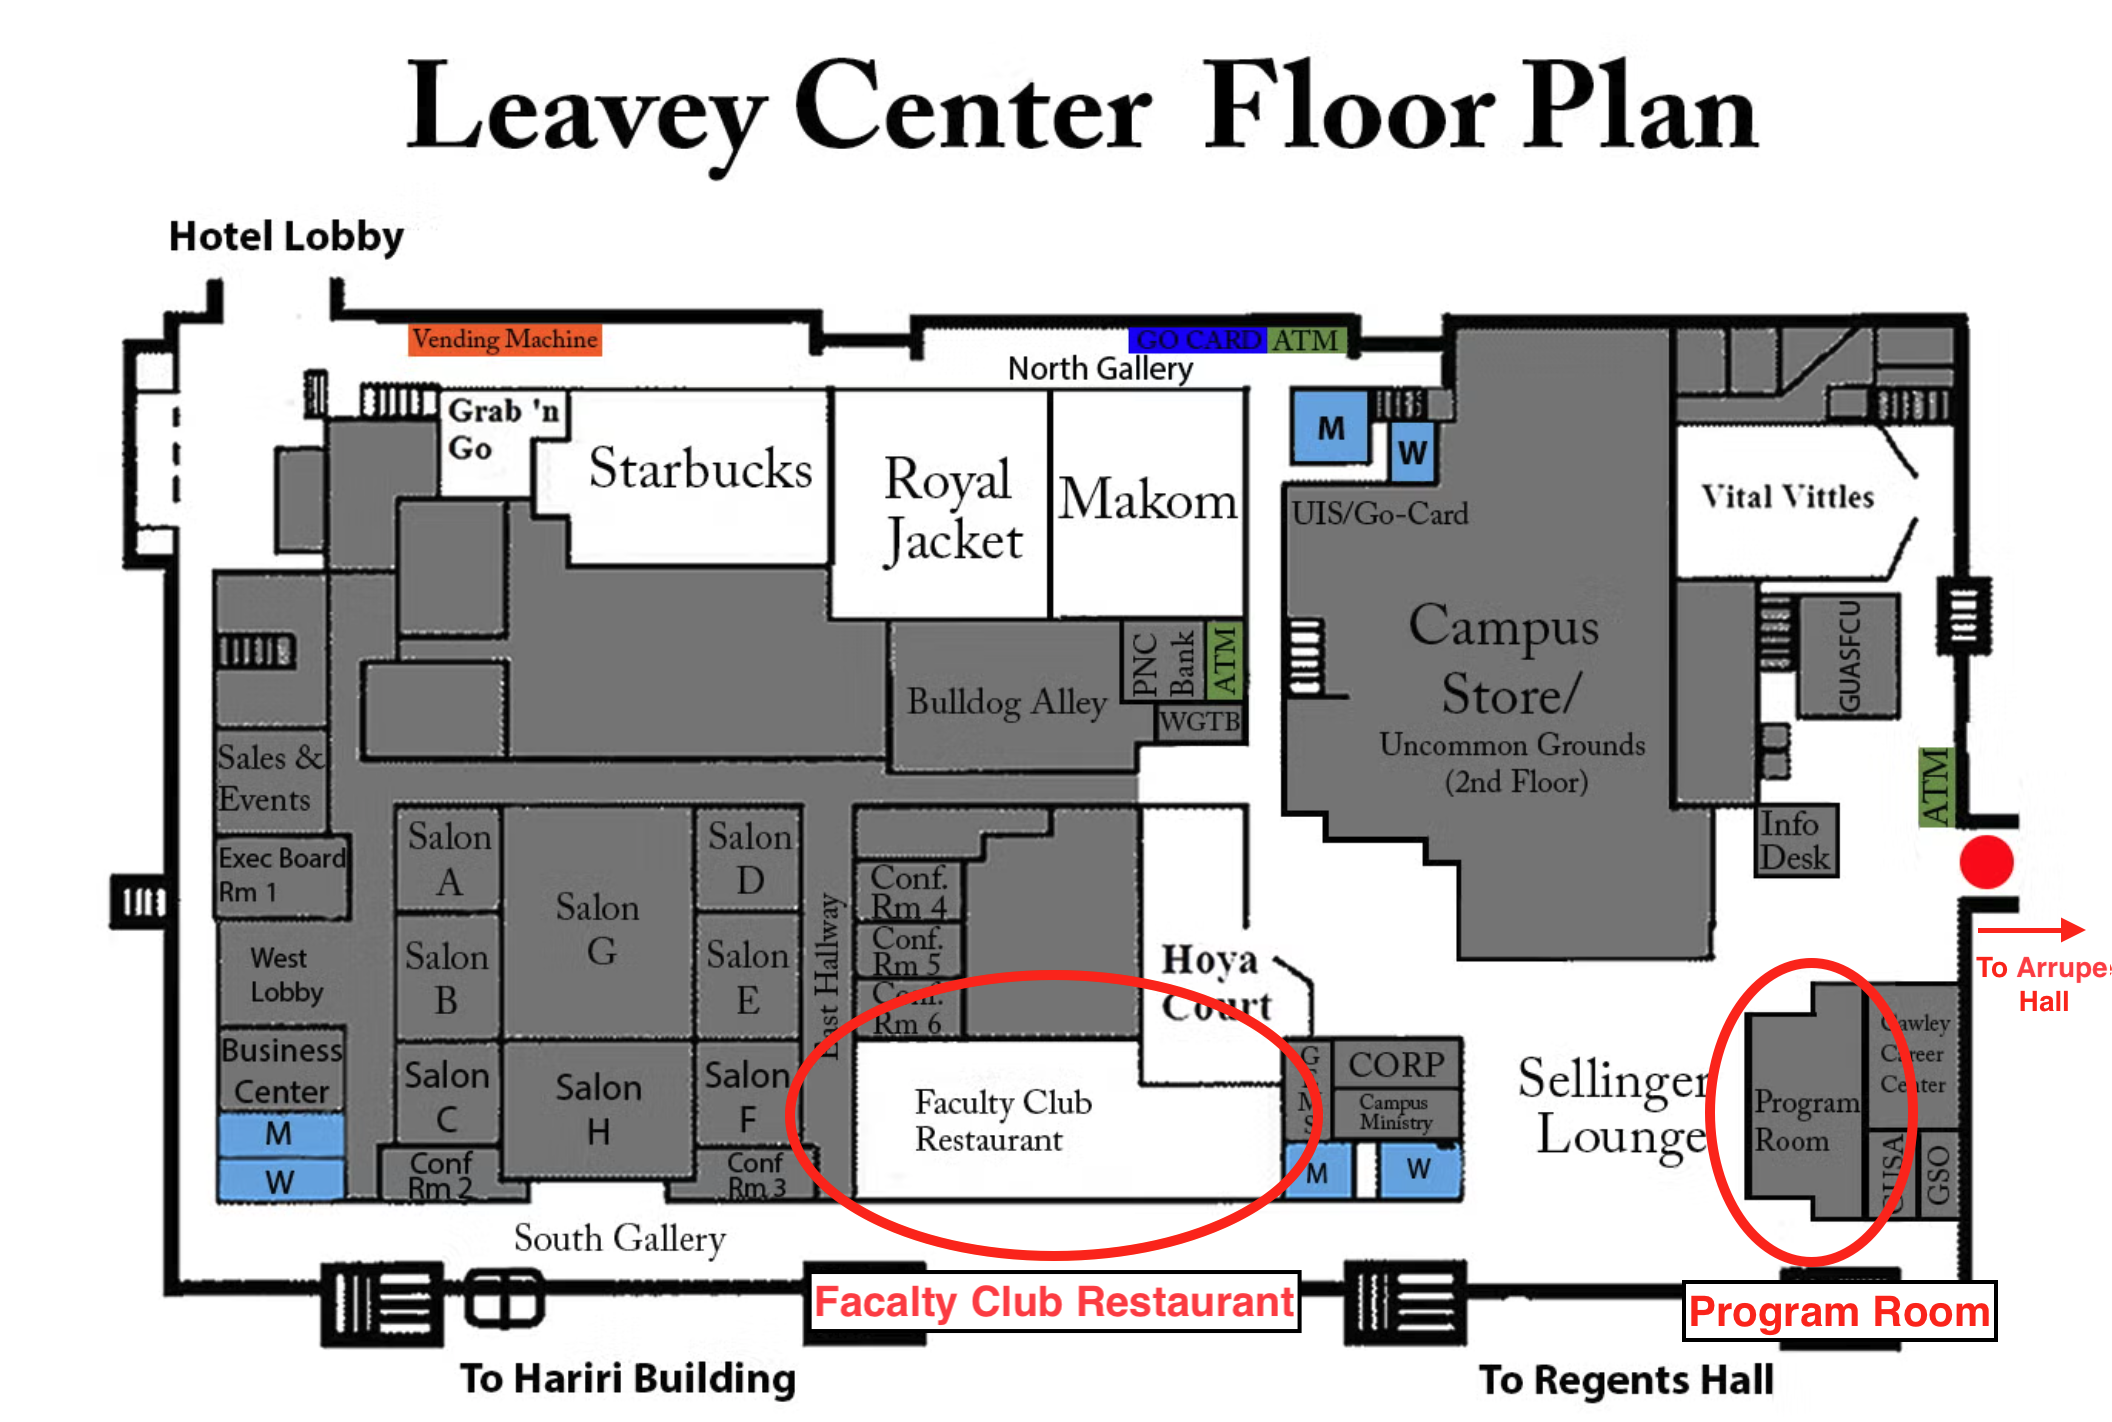 Leavey Center Floor Plan
Hotel Lobby
Vending Machine
GO CARD
ATM
North Gallery
Grab 'n
Go
Starbucks
Royal
Jacket
Makom
M
W
UIS/Go-Card
Vital Vittles
Campus
Store/
Uncommon Grounds
(2nd Floor)
GUASFCU
PNC
Bank
ATM
Bulldog Alley
WGTB
Sales &
Events
ATM
Info
Desk
Exec Board
Rm 1
Salon
A
Salon
G
Salon
D
Conf.
Rm 4
Conf.
Rm 5
Conf.
Rm 6
East Hallway
Hoya
Court
To Arrupe
Hall
West
Lobby
Salon
B
Salon
E
Business
Center
M
W
Salon
C
Salon
H
Salon
F
Conf
Rm 2
Conf
Rm 3
Faculty Club
Restaurant
GEMS
CORP
Campus
Ministry
M
W
Sellinger
Lounge
Program
Room
Cawley
Career
Center
GUSA
GSO
South Gallery
Facalty Club Restaurant
Program Room
To Hariri Building
To Regents Hall